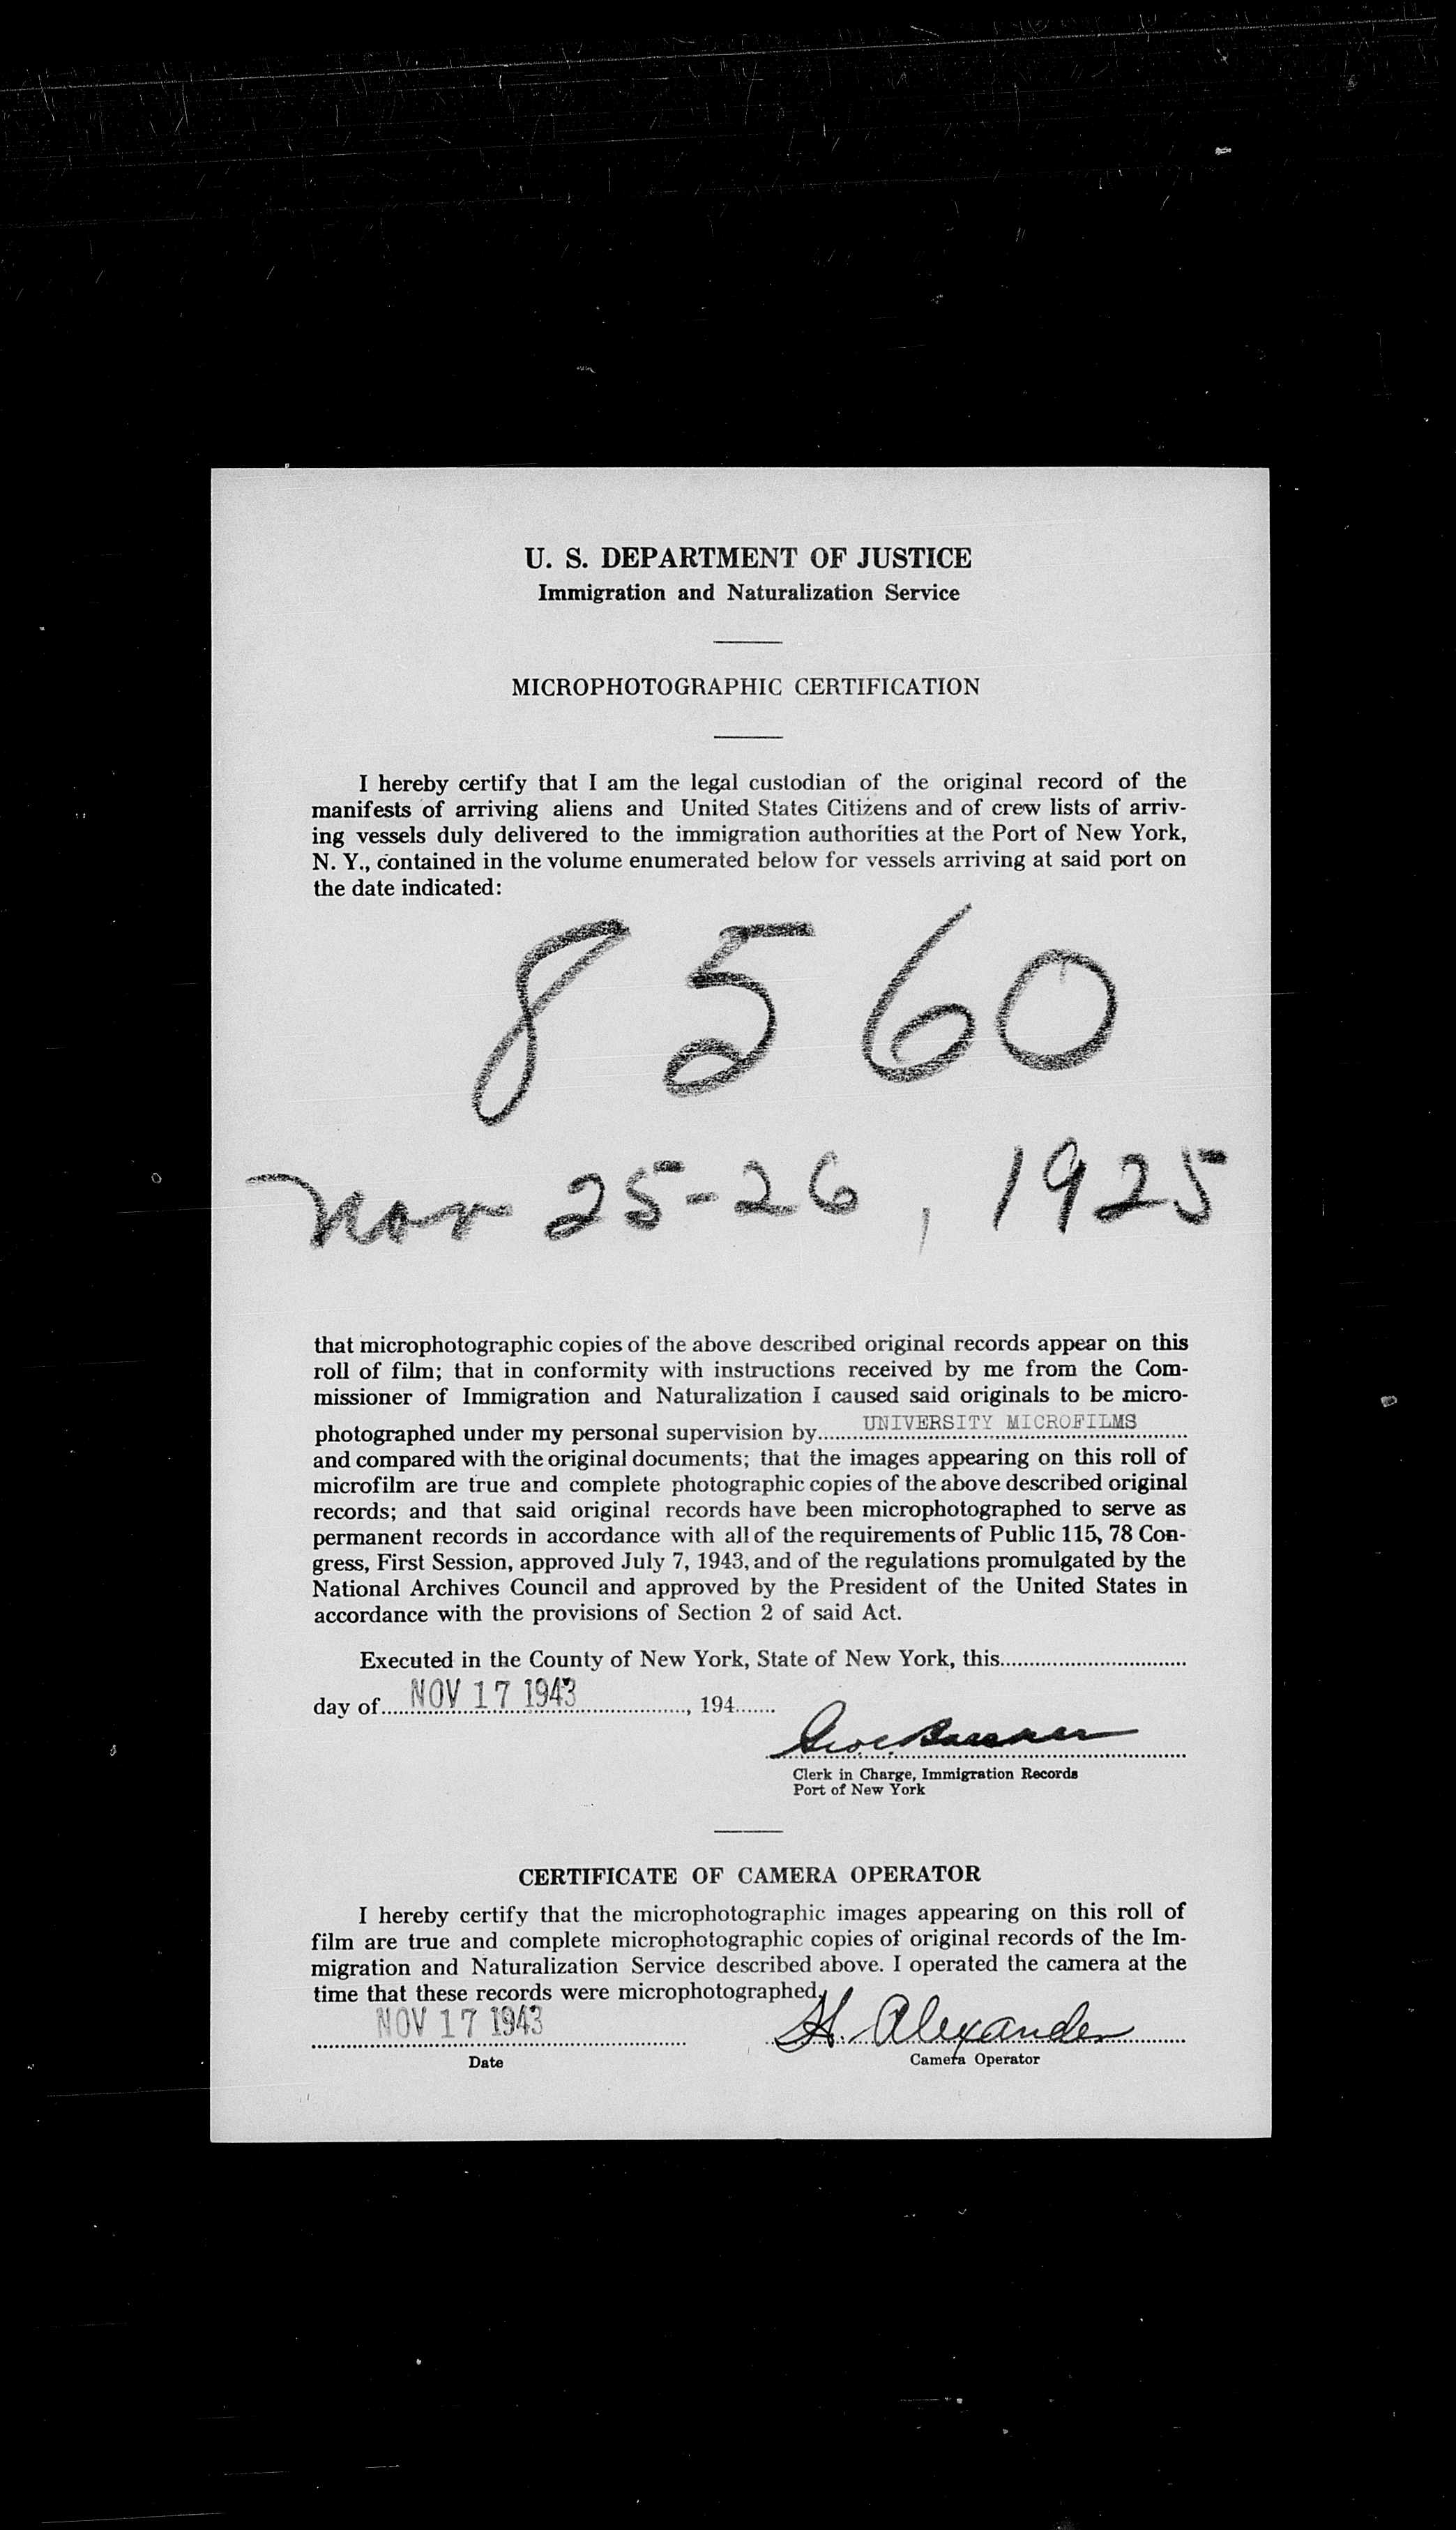 U. S. DEPARTMENT OF JUSTICE
Immigration and Naturalization Service
MICROPHOTOGRAPHIC CERTIFICATION
I hereby certify that I am the legal custodian of the original record of the
manifests of arriving aliens and United States Citizens and of crew lists of arriv-
ing vessels duly delivered to the immigration authorities at the Port of New York,
N. Y., contained in the volume enumerated below for vessels arriving at said port on
the date indicated:
8560
Nov 25-26, 1925
that microphotographic copies of the above described original records appear on this
roll of film; that in conformity with instructions received by me from the Com-
missioner of Immigration and Naturalization I caused said originals to be micro-
photographed under my personal supervision by UNIVERSITY MICROFILMS
and compared with the original documents; that the images appearing on this roll of
microfilm are true and complete photographic copies of the above described original
records; and that said original records have been microphotographed to serve as
permanent records in accordance with all of the requirements of Public 115, 78 Con-
gress, First Session, approved July 7, 1943, and of the regulations promulgated by the
National Archives Council and approved by the President of the United States in
accordance with the provisions of Section 2 of said Act.
Executed in the County of New York, State of New York, this
day of NOV 17 1943, 194
Clerk in Charge, Immigration Records
Port of New York
CERTIFICATE OF CAMERA OPERATOR
I hereby certify that the microphotographic images appearing on this roll of
film are true and complete microphotographic copies of original records of the Im-
migration and Naturalization Service described above. I operated the camera at the
time that these records were microphotographed.
NOV 17 1943 H. Alexander
Date Camera Operator